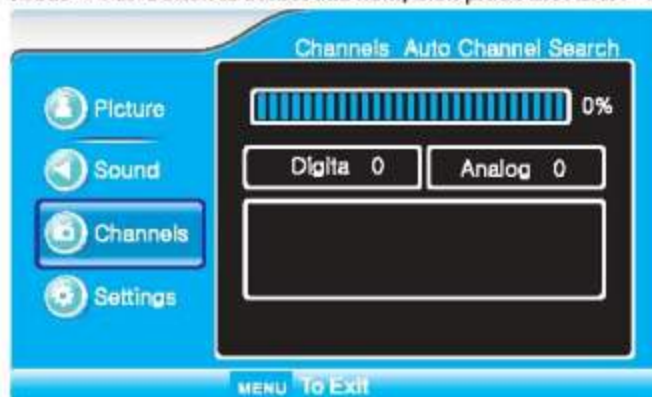 Channels Auto Channel Search
Picture
0%
Sound
Digita 0
Analog 0
Channels
Settings
MENU To Exit